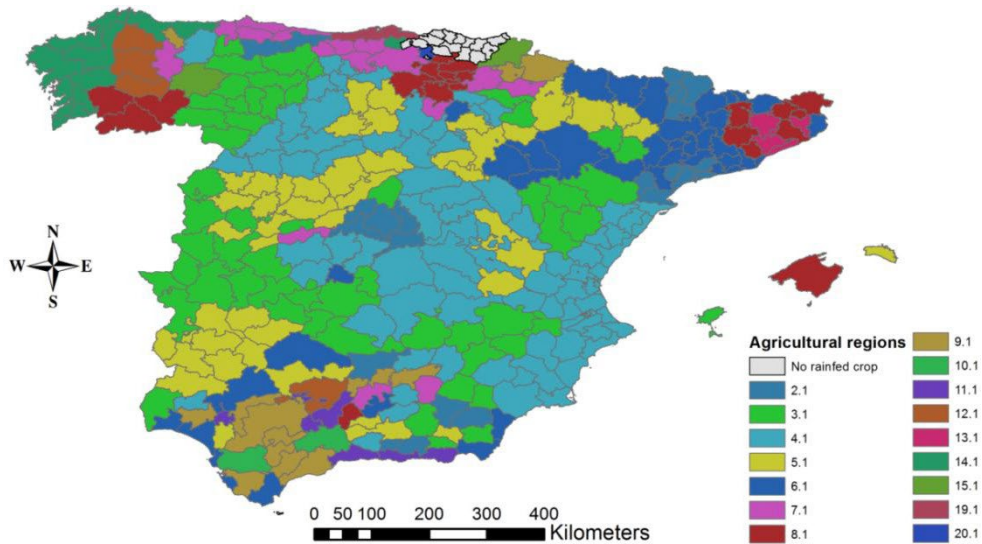 N
W E
S
Agricultural regions
No rainfed crop
2.1
3.1
4.1
5.1
6.1
7.1
8.1
9.1
10.1
11.1
12.1
13.1
14.1
15.1
19.1
20.1
0 50 100 200 300 400
Kilometers